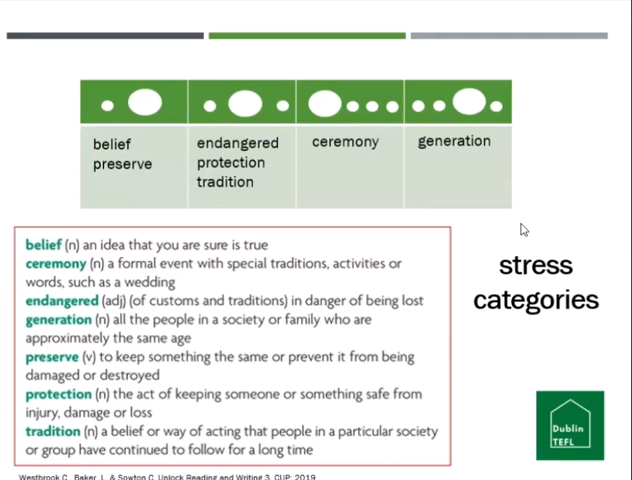 belief
preserve
endangered
protection
tradition
ceremony
generation
belief (n) an idea that you are sure is true
ceremony (n) a formal event with special traditions, activities or
words, such as a wedding
endangered (adj) (of customs and traditions) in danger of being lost
generation (n) all the people in a society or family who are
approximately the same age
preserve (v) to keep something the same or prevent it from being
damaged or destroyed
protection (n) the act of keeping someone or something safe from
injury, damage or loss
tradition (n) a belief or way of acting that people in a particular society
or group have continued to follow for a long time
stress
categories
Dublin
TEFL
Westbrook C., Baker, L. & Sowton C. Unlock Reading and Writing 3. CUP: 2019